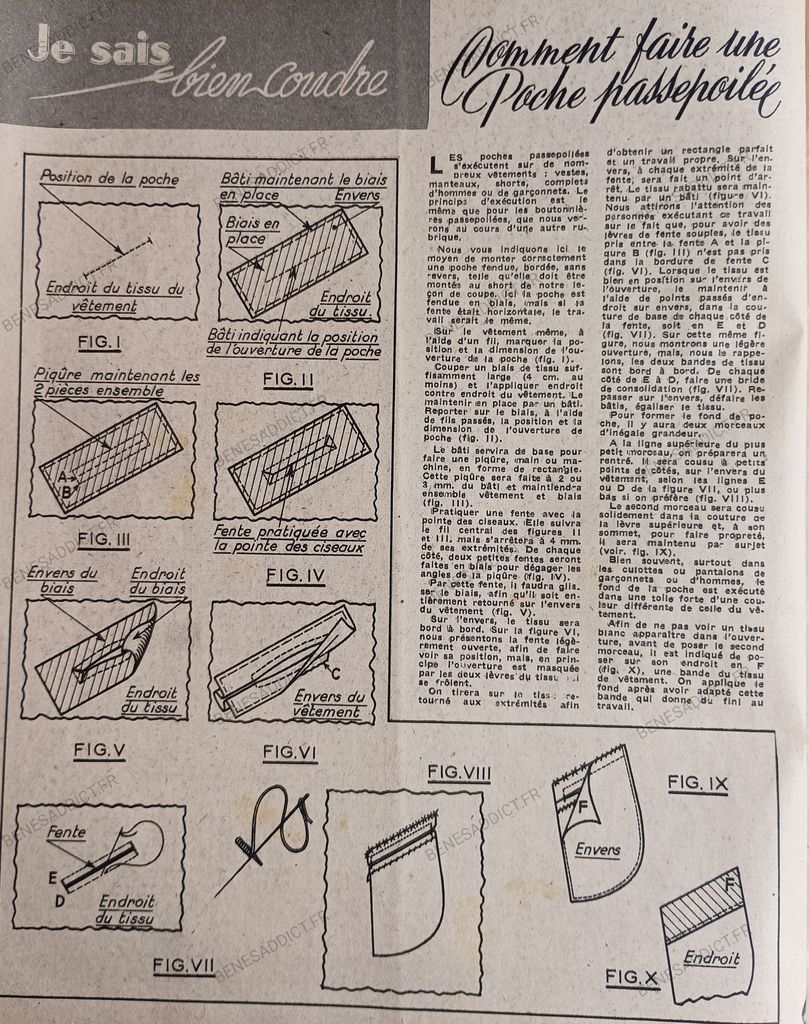 Je sais
bien coudre
Comment faire une
Poche passepoilée
LES poches passepoilées
s'exécutent sur de nom-
breux vêtements : vestes,
manteaux, shorts, complets
d'hommes ou de garçonnets. Le
principe d'exécution est le
même que pour les boutonniè-
res passepoilées, que nous ver-
rons au cours d'une autre ru-
brique.
Nous vous indiquons ici le
moyen de monter correctement
une poche fendue, bordée, sans
revers, telle qu'elle doit être
montés au short de notre le-
çon de coupe. Ici la poche est
fendue en biais, mais si la
fente était horizontale, le tra-
vail serait le même.
Sur le vêtement même, à
l'aide d'un fil, marquer la po-
sition et la dimension de l'ou-
verture de la poche (fig. I).
Couper un biais de tissu suf-
fisamment large (4 cm. au
moins) et l'appliquer endroit
contre endroit du vêtement. Le
maintenir en place par un bâti.
Reporter sur le biais, à l'aide
de fils passés, la position et la
dimension de l'ouverture de
poche (fig. II).
Le bâti servira de base pour
faire une piqûre, main ou ma-
chine, en forme de rectangle.
Cette piqûre sera faite à 2 ou
3 mm. du bâti et maintiendra
ensemble vêtement et biais
(fig. III).
Pratiquer une fente avec la
pointe des ciseaux. Elle suivra
le fil central des figures II
et III, mais s'arrêtera à 4 mm.
de ses extrémités. De chaque
côté, deux petites fentes seront
faites en biais pour dégager les
angles de la piqûre (fig. IV).
Par cette fente, il faudra glis-
ser le biais, afin qu'il soit en-
tièrement retourné sur l'envers
du vêtement (fig. V).
Sur l'envers, le tissu sera
bord à bord. Sur la figure VI,
nous présentons la fente légè-
rement ouverte, afin de faire
voir sa position, mais, en prin-
cipe l'ouverture est masquée
par les deux lèvres du tissu
se frôlent.
On tirera sur le tissu re-
tourné aux extrémités afin
d'obtenir un rectangle parfait
et un travail propre. Sur l'en-
vers, à chaque extrémité de la
fente, sera fait un point d'ar-
rêt. Le tissu rabattu sera main-
tenu par un bâti (figure VI).
Nous attirons l'attention des
personnes exécutant ce travail
sur le fait que, pour avoir des
lèvres de fente souples, le tissu
pris entre la fente A et la pi-
qure B (fig. III) n'est pas pris
dans la bordure de fente C
(fig. VI). Lorsque le tissu est
bien en position sur l'envers de
l'ouverture, le maintenir à
l'aide de points passés d'en-
droit sur envers, dans la cou-
ture de base de chaque côté de
la fente, soit en E et D
(fig. VII). Sur cette même fi-
gure, nous montrons une légère
ouverture, mais, nous le rappe-
lons, les deux bandes de tissu
sont bord à bord. De chaque
côté de E à D, faire une bride
de consolidation (fig. VII). Re-
passer sur l'envers, défaire les
bâtis, égaliser le tissu.
Pour former le fond de po-
che, il y aura deux morceaux
d'inégale grandeur.
A la ligne supérieure du plus
petit morceau, on préparera un
rentré. Il sera cousu à petits
points de côtés, sur l'envers du
vêtement, selon les lignes E
ou D de la figure VII, ou plus
bas si on préfère (fig. VIII).
Le second morceau sera cousu
solidement dans la couture de
la lèvre supérieure et, à son
sommet, pour faire propreté,
il sera maintenu par surjet
(voir. fig. IX).
Bien souvent, surtout dans
les culottes ou pantalons de
garçonnets ou d'hommes, le
fond de la poche est exécuté
dans une toile forte d'une cou-
leur différente de celle du vê-
tement.
Afin de ne pas voir un tissu
blanc apparaître dans l'ouver-
ture, avant de poser le second
morceau, il est indiqué de po-
ser sur son endroit en F
(fig. X), une bande du tissu
de vêtement. On applique le
fond après avoir adapté cette
bande qui donne du fini au
travail.
Position de la poche
Endroit du tissu du
vêtement
FIG. I
Bâti maintenant le biais
en place
Envers
Biais en
place
Endroit
du tissu.
Bâti indiquant la position
de l'ouverture de la poche
FIG. II
Piqûre maintenant les
2 pièces ensemble
A
B
FIG. III
Fente pratiquée avec
la pointe des ciseaux
FIG. IV
Envers du
biais
Endroit
du biais
Endroit
du tissu
FIG. V
C
Envers du
vêtement
FIG. VI
Fente
E
D
Endroit
du tissu
FIG. VII
FIG. VIII
F
Envers
FIG. IX
F
Endroit
FIG. X
BENESADDICT.FR